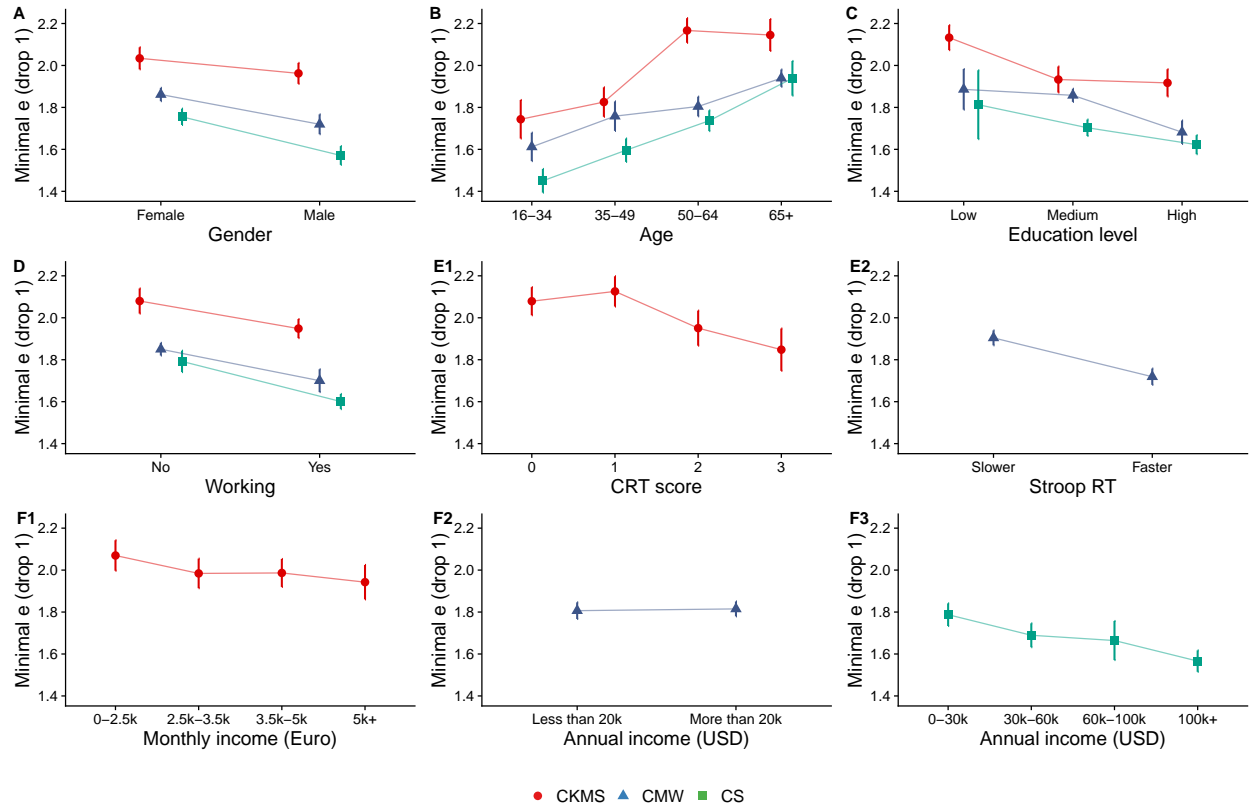 A
Minimal e (drop 1)
2.2
2.0
1.8
1.6
1.4
Female Male
Gender
B
Minimal e (drop 1)
2.2
2.0
1.8
1.6
1.4
16–34 35–49 50–64 65+
Age
C
Minimal e (drop 1)
2.2
2.0
1.8
1.6
1.4
Low Medium High
Education level
D
Minimal e (drop 1)
2.2
2.0
1.8
1.6
1.4
No Yes
Working
E1
Minimal e (drop 1)
2.2
2.0
1.8
1.6
1.4
0 1 2 3
CRT score
E2
Minimal e (drop 1)
2.2
2.0
1.8
1.6
1.4
Slower Faster
Stroop RT
F1
Minimal e (drop 1)
2.2
2.0
1.8
1.6
1.4
0–2.5k 2.5k–3.5k 3.5k–5k 5k+
Monthly income (Euro)
F2
Minimal e (drop 1)
2.2
2.0
1.8
1.6
1.4
Less than 20k More than 20k
Annual income (USD)
F3
Minimal e (drop 1)
2.2
2.0
1.8
1.6
1.4
0–30k 30k–60k 60k–100k 100k+
Annual income (USD)
CKMS CMW CS